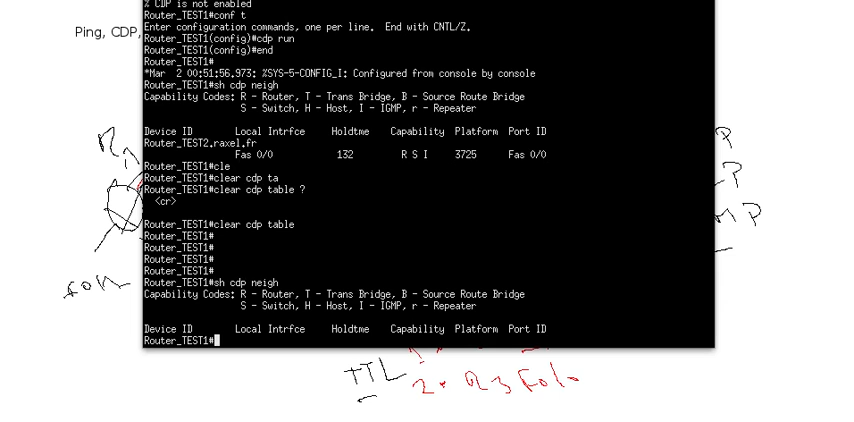 % CDP is not enabled
Router_TEST1#conf t
Enter configuration commands, one per line.  End with CNTL/Z.
Router_TEST1(config)#cdp run
Router_TEST1(config)#end
Router_TEST1#
*Mar  2 00:51:56.973: %SYS-5-CONFIG_I: Configured from console by console
Router_TEST1#sh cdp neigh
Capability Codes: R - Router, T - Trans Bridge, B - Source Route Bridge
S - Switch, H - Host, I - IGMP, r - Repeater
Device ID Local Intrfce Holdtme Capability Platform Port ID
Router_TEST2.raxel.fr
Fas 0/0 132 R S I 3725 Fas 0/0
Router_TEST1#cle
Router_TEST1#clear cdp ta
Router_TEST1#clear cdp table ?
<cr>
Router_TEST1#clear cdp table
Router_TEST1#
Router_TEST1#
Router_TEST1#
Router_TEST1#
Router_TEST1#sh cdp neigh
Capability Codes: R - Router, T - Trans Bridge, B - Source Route Bridge
S - Switch, H - Host, I - IGMP, r - Repeater
Device ID Local Intrfce Holdtme Capability Platform Port ID
Router_TEST1#
Ping, CDP,
R1
P
P
MP
TTL